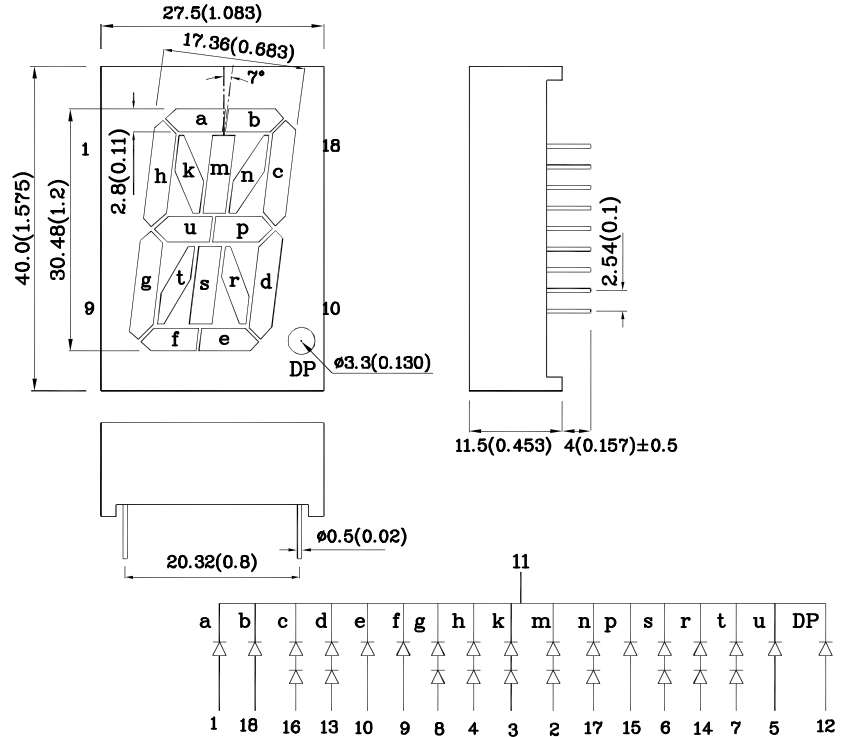 27.5(1.083)
17.36(0.683)
7°
a b
1 18
2.8(0.11)
h k m n c
40.0(1.575)
30.48(1.2)
u p
2.54(0.1)
g t s r d
9 10
f e
DP
ø3.3(0.130)
11.5(0.453) 4(0.157)±0.5
ø0.5(0.02)
20.32(0.8)
11
a b c d e f g h k m n p s r t u DP
1 18 16 13 10 9 8 4 3 2 17 15 6 14 7 5 12